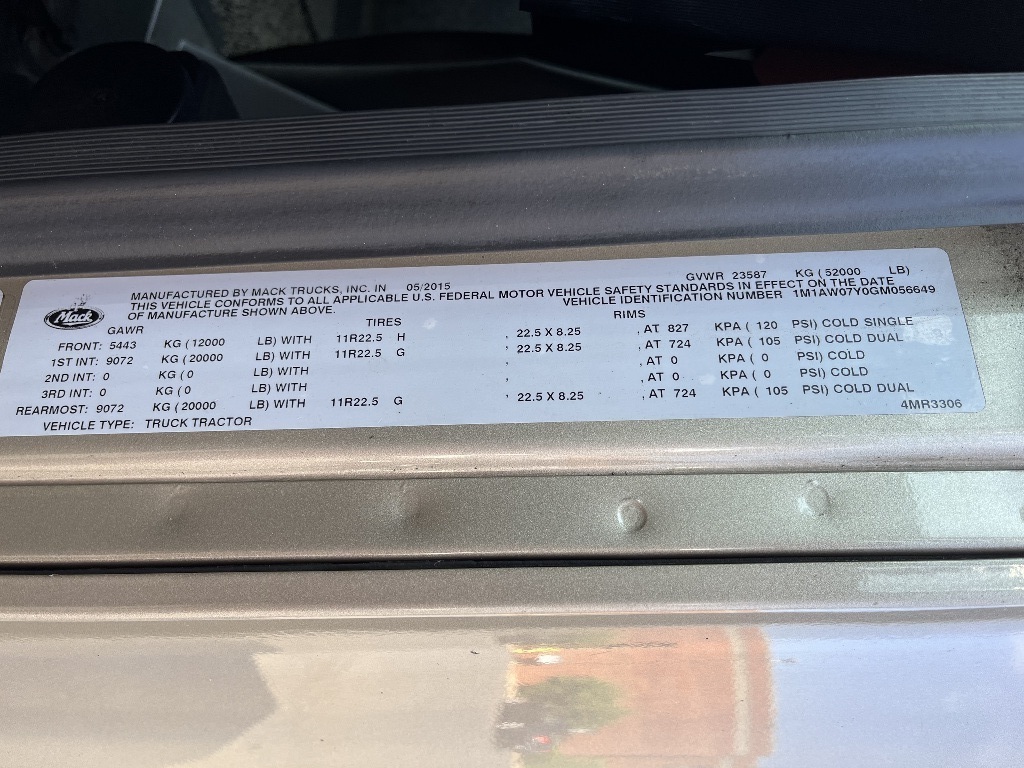 Mack
MANUFACTURED BY MACK TRUCKS, INC. IN 05/2015 GVWR 23587 KG ( 52000 LB)
THIS VEHICLE CONFORMS TO ALL APPLICABLE U.S. FEDERAL MOTOR VEHICLE SAFETY STANDARDS IN EFFECT ON THE DATE
OF MANUFACTURE SHOWN ABOVE. VEHICLE IDENTIFICATION NUMBER 1M1AW07Y0GM056649
GAWR TIRES RIMS
FRONT: 5443 KG ( 12000 LB) WITH 11R22.5 H , 22.5 X 8.25 , AT 827 KPA ( 120 PSI) COLD SINGLE
1ST INT: 9072 KG ( 20000 LB) WITH 11R22.5 G , 22.5 X 8.25 , AT 724 KPA ( 105 PSI) COLD DUAL
2ND INT: 0 KG ( 0 LB) WITH , , AT 0 KPA ( 0 PSI) COLD
3RD INT: 0 KG ( 0 LB) WITH , , AT 0 KPA ( 0 PSI) COLD
REARMOST: 9072 KG ( 20000 LB) WITH 11R22.5 G , 22.5 X 8.25 , AT 724 KPA ( 105 PSI) COLD DUAL
VEHICLE TYPE: TRUCK TRACTOR 4MR3306